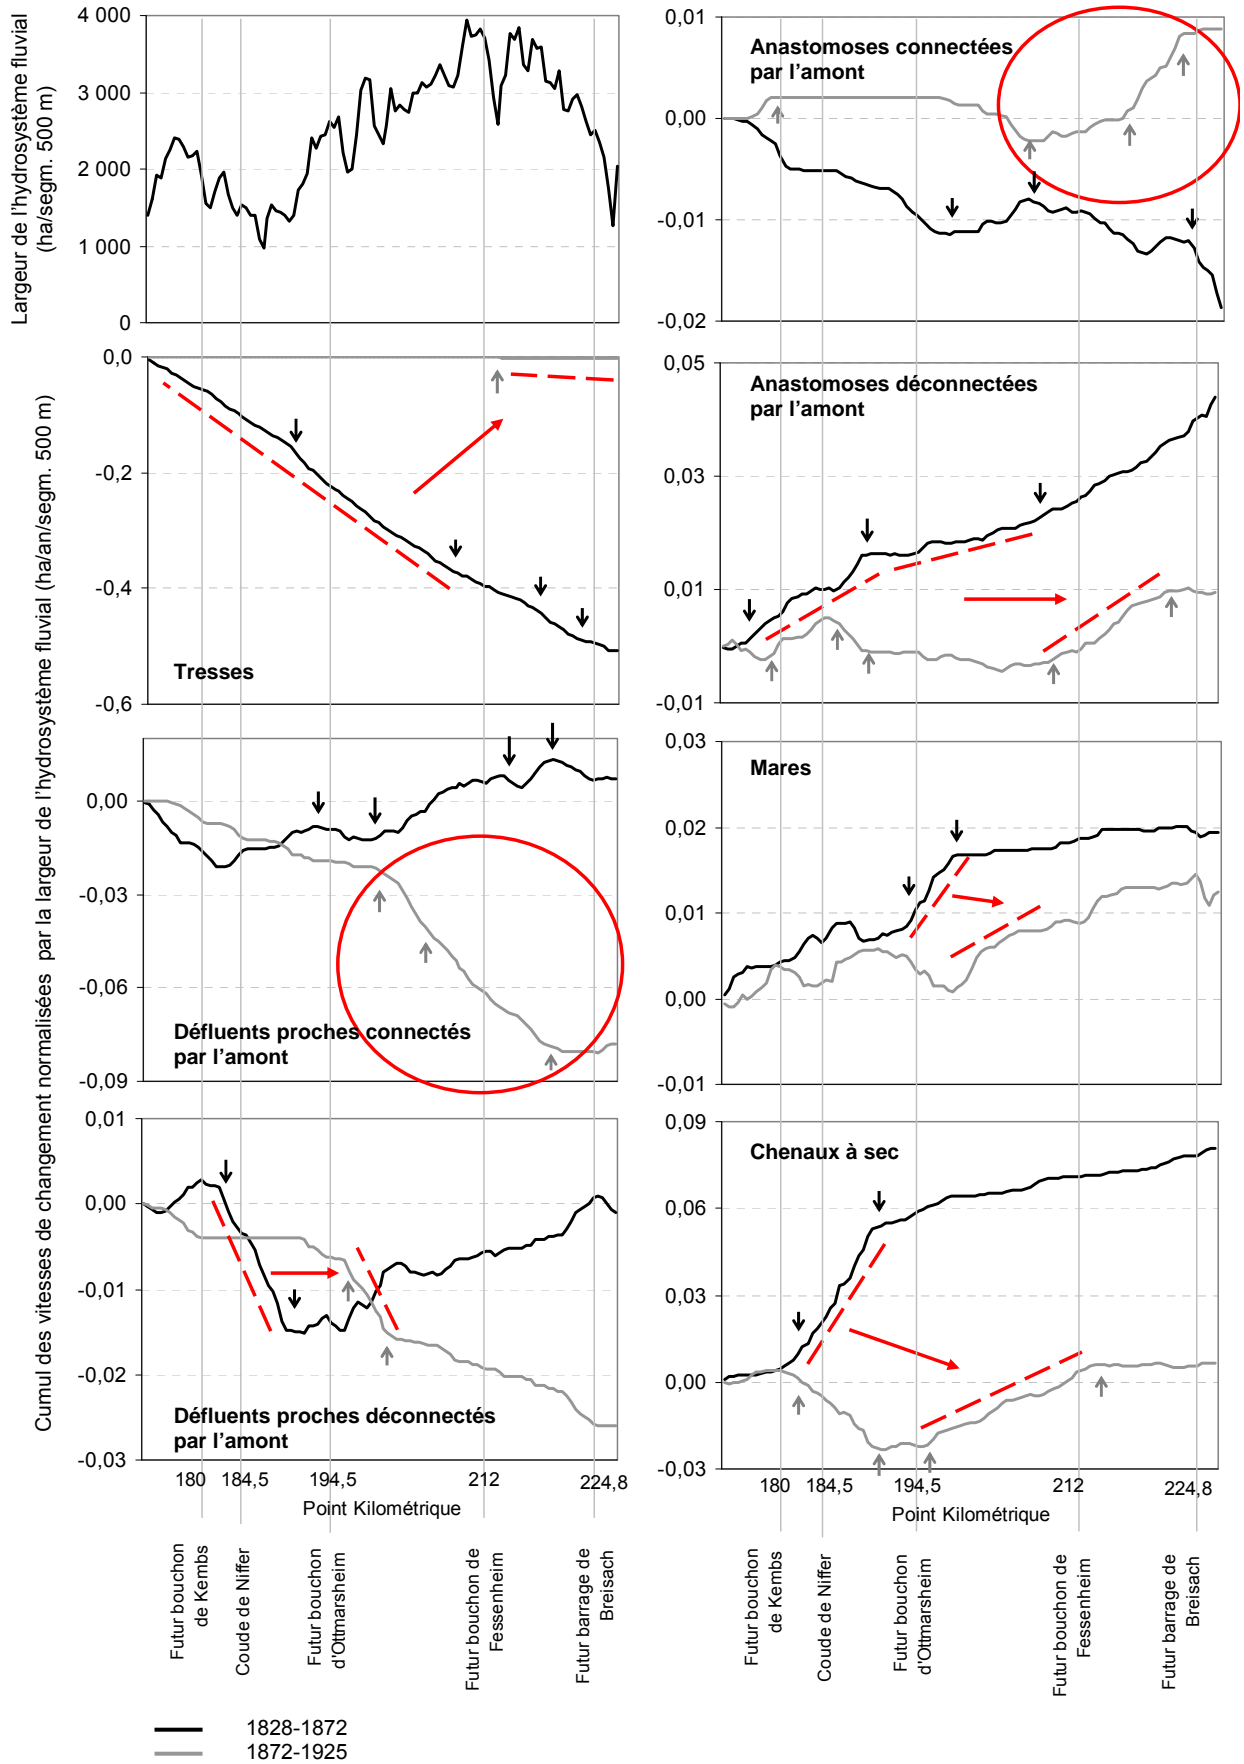 Largeur de l'hydrosystème fluvial
(ha/segm. 500 m)
4 000
3 000
2 000
1 000
0
Cumul des vitesses de changement normalisées par la largeur de l'hydrosystème fluvial (ha/an/segm. 500 m)
0,0
-0,2
-0,4
-0,6
Tresses
0,00
-0,03
-0,06
-0,09
Défluents proches connectés
par l'amont
0,01
0,00
-0,01
-0,02
-0,03
Défluents proches déconnectés
par l'amont
180
184,5
194,5
212
224,8
Point Kilométrique
Futur bouchon
de Kembs
Coude de Niffer
Futur bouchon
d'Ottmarsheim
Futur bouchon de
Fessenheim
Futur barrage de
Breisach
0,01
0,00
-0,01
-0,02
Anastomoses connectées
par l'amont
0,05
0,03
0,01
-0,01
Anastomoses déconnectées
par l'amont
0,03
0,02
0,01
0,00
-0,01
Mares
0,09
0,06
0,03
0,00
-0,03
Chenaux à sec
180
184,5
194,5
212
224,8
Point Kilométrique
Futur bouchon
de Kembs
Coude de Niffer
Futur bouchon
d'Ottmarsheim
Futur bouchon de
Fessenheim
Futur barrage de
Breisach
1828-1872
1872-1925